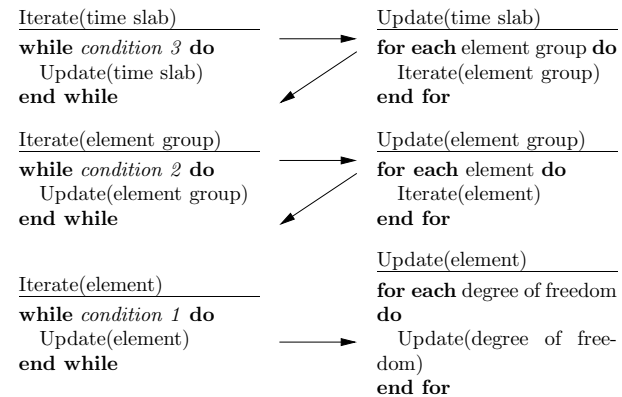 Iterate(time slab)
while condition 3 do
Update(time slab)
end while
Update(time slab)
for each element group do
Iterate(element group)
end for
Iterate(element group)
while condition 2 do
Update(element group)
end while
Update(element group)
for each element do
Iterate(element)
end for
Iterate(element)
while condition 1 do
Update(element)
end while
Update(element)
for each degree of freedom
do
Update(degree of free-
dom)
end for